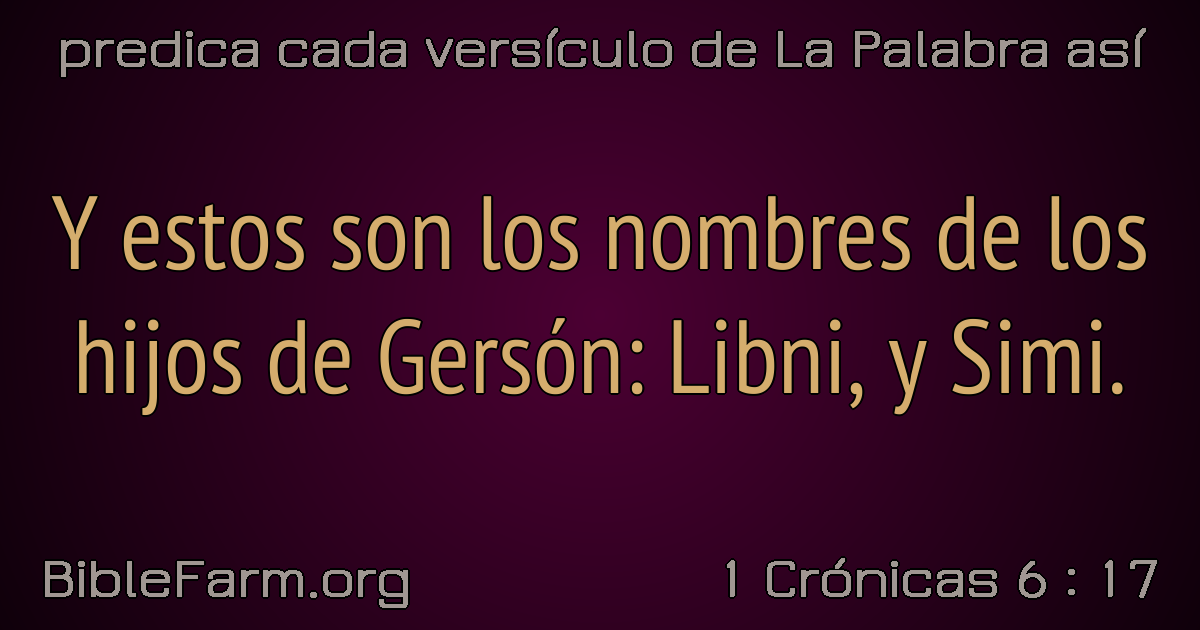 predica cada versículo de La Palabra así
Y estos son los nombres de los
hijos de Gersón: Libni, y Simi.
BibleFarm.org
1 Crónicas 6 : 17